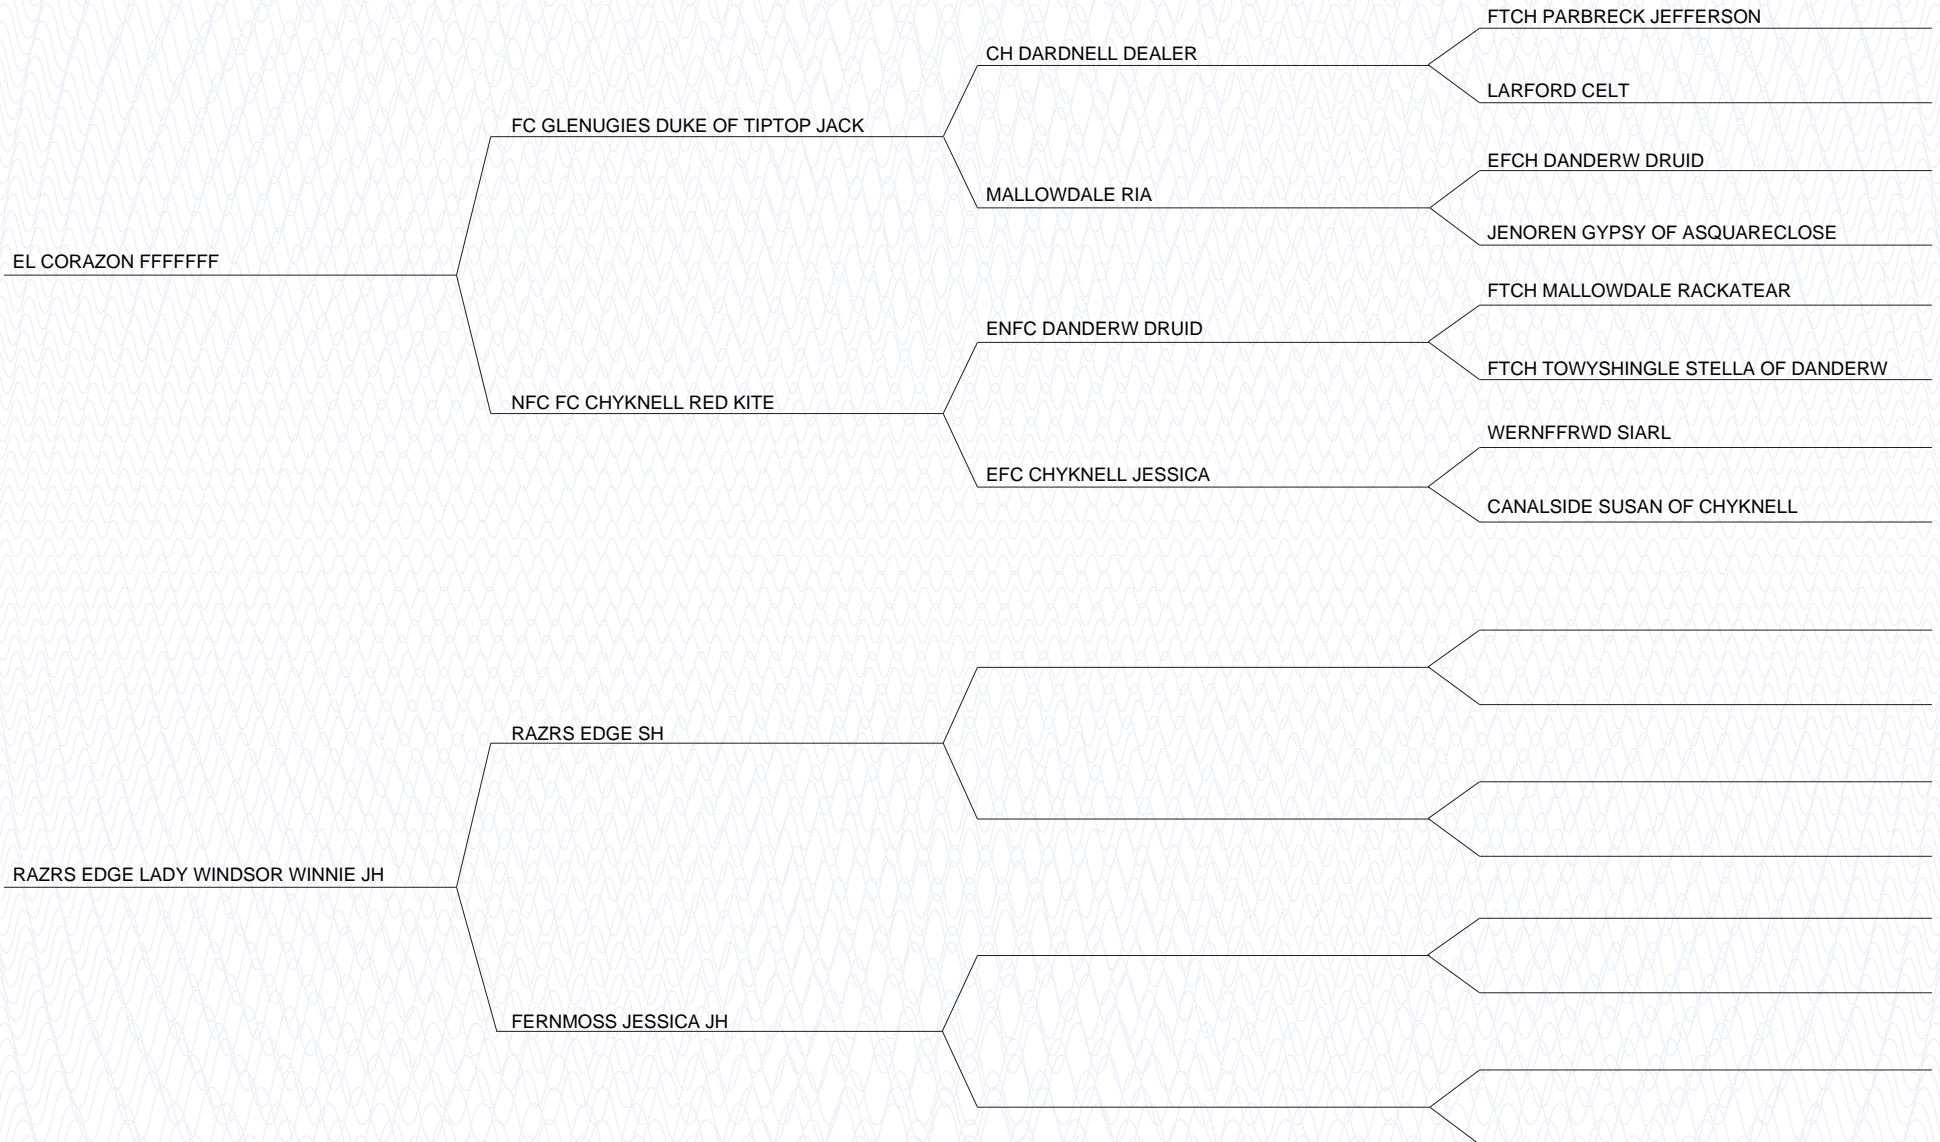 FTCH PARBRECK JEFFERSON
CH DARDNELL DEALER
LARFORD CELT
FC GLENUGIES DUKE OF TIPTOP JACK
EFCH DANDERW DRUID
MALLOWDALE RIA
JENOREN GYPSY OF ASQUARECLOSE
EL CORAZON FFFFFFF
FTCH MALLOWDALE RACKATEAR
ENFC DANDERW DRUID
FTCH TOWYSHINGLE STELLA OF DANDERW
NFC FC CHYKNELL RED KITE
WERNFFRWD SIARL
EFC CHYKNELL JESSICA
CANALSIDE SUSAN OF CHYKNELL
RAZRS EDGE SH
RAZRS EDGE LADY WINDSOR WINNIE JH
FERNMOSS JESSICA JH